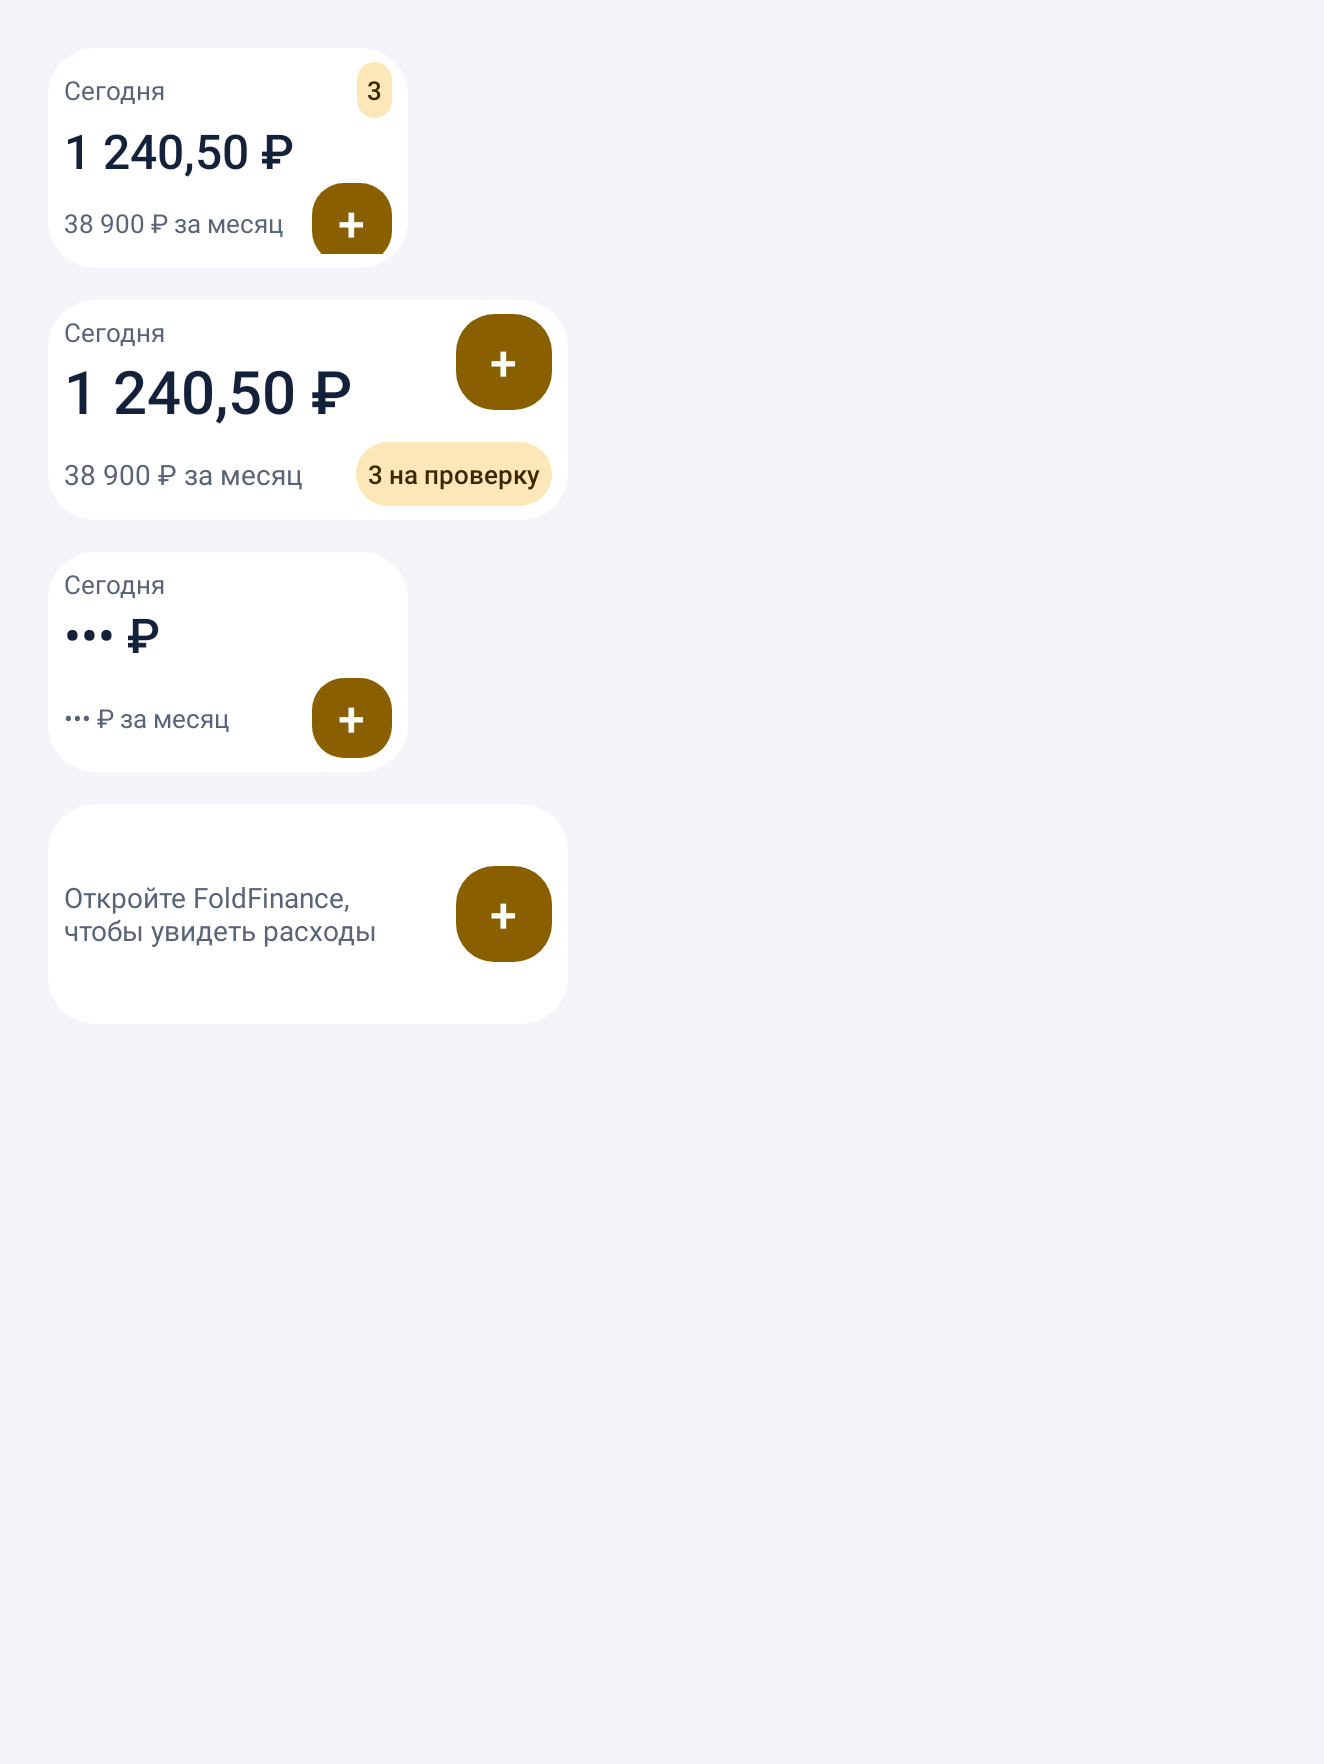 Сегодня
3
1 240,50 ₽
38 900 ₽ за месяц
+
Сегодня
+
1 240,50 ₽
38 900 ₽ за месяц
3 на проверку
Сегодня
••• ₽
••• ₽ за месяц
+
Откройте FoldFinance,
чтобы увидеть расходы
+